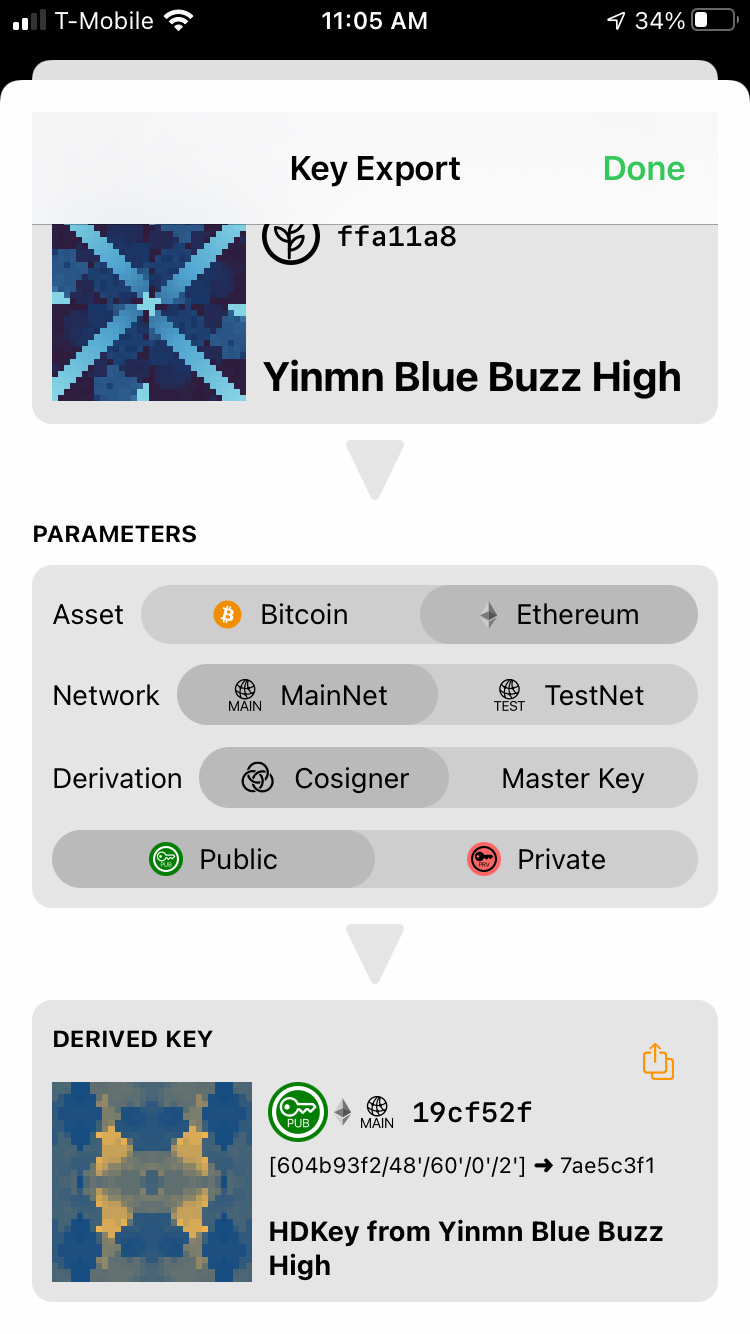 T-Mobile 11:05 AM 34%
Key Export Done
ffa11a8
Yinmn Blue Buzz High
PARAMETERS
Asset Bitcoin Ethereum
Network MAIN MainNet TEST TestNet
Derivation Cosigner Master Key
PUB Public PRV Private
DERIVED KEY
PUB MAIN 19cf52f
[604b93f2/48'/60'/0'/2'] ➜ 7ae5c3f1
HDKey from Yinmn Blue Buzz
High